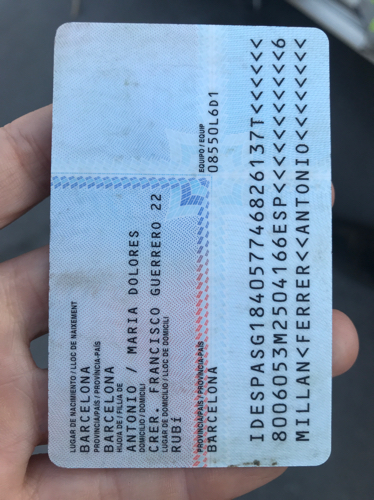 LUGAR DE NACIMIENTO / LLOC DE NAIXEMENT
BARCELONA
PROVINCIA/PAÍS / PROVÍNCIA-PAÍS
BARCELONA
HIJO/A DE / FILL/A DE
ANTONIO / MARIA DOLORES
DOMICILIO / DOMICILI
CRER. FRANCISCO GUERRERO 22
LUGAR DE DOMICILIO / LLOC DE DOMICILI
RUBÍ
PROVINCIA/PAÍS / PROVÍNCIA/PAÍS
BARCELONA
EQUIPO / EQUIP
08550L6D1
IDESPASG184057746826137T<<<<<<
8006053M2504166ESP<<<<<<<<<<<6
MILLAN<FERRER<<ANTONIO<<<<<<<<